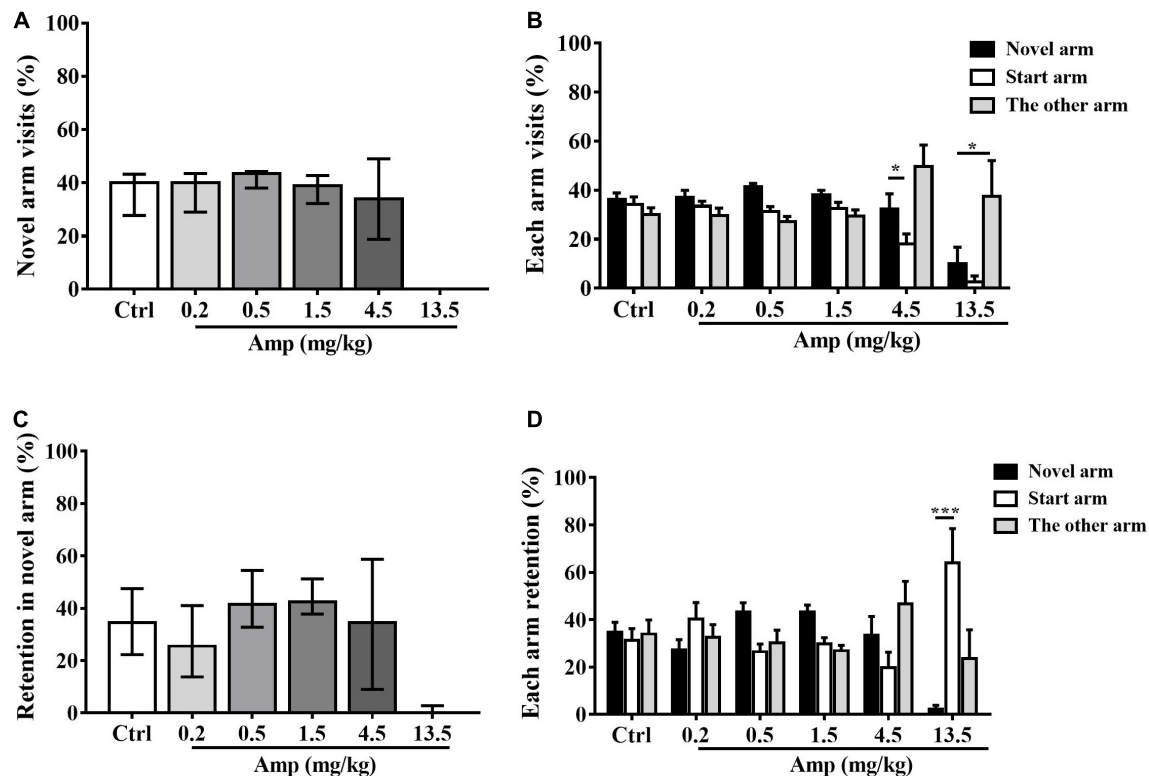 A
Novel arm visits (%)
100
80
60
40
20
0
Ctrl 0.2 0.5 1.5 4.5 13.5
Amp (mg/kg)
B
Each arm visits (%)
100
80
60
40
20
0
*
*
Novel arm
Start arm
The other arm
Ctrl 0.2 0.5 1.5 4.5 13.5
Amp (mg/kg)
C
Retention in novel arm (%)
100
80
60
40
20
0
Ctrl 0.2 0.5 1.5 4.5 13.5
Amp (mg/kg)
D
Each arm retention (%)
100
80
60
40
20
0
***
Novel arm
Start arm
The other arm
Ctrl 0.2 0.5 1.5 4.5 13.5
Amp (mg/kg)